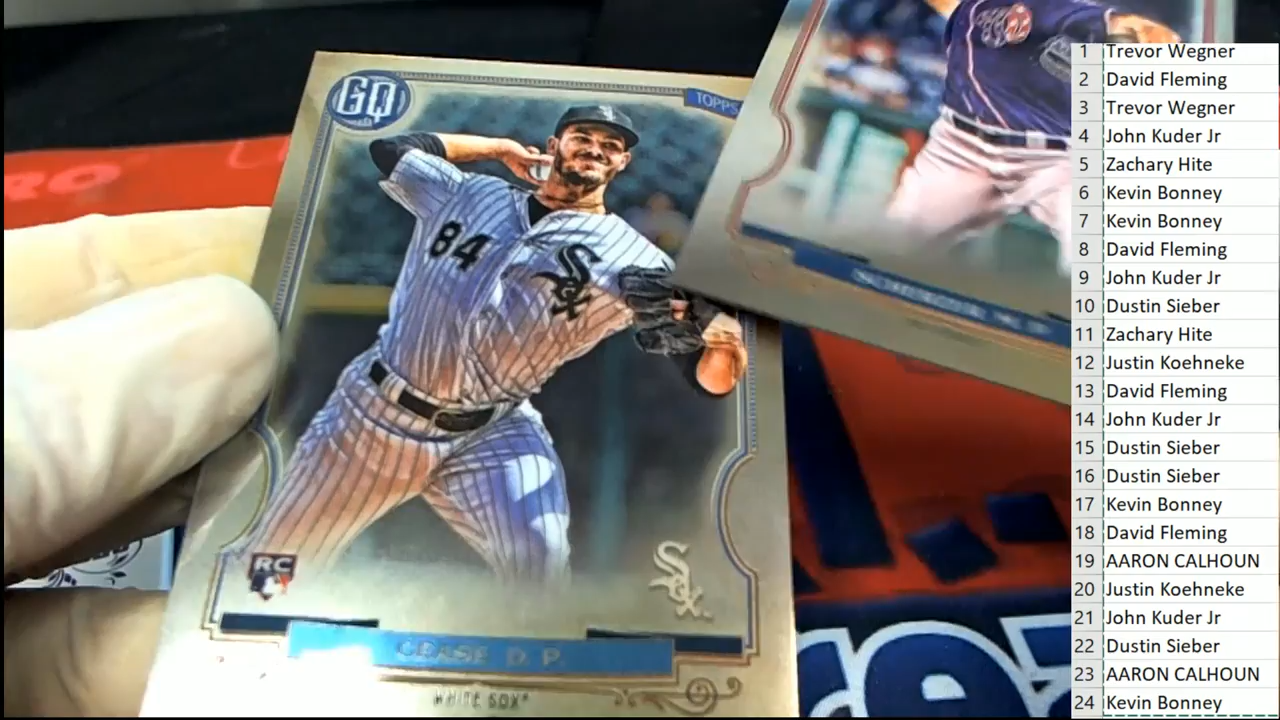 GQ
TOPPS
84
Sox
RC
Sox
CEASE D. P.
WHITE SOX
SCHERZER M. P.
RO
1 Trevor Wegner
2 David Fleming
3 Trevor Wegner
4 John Kuder Jr
5 Zachary Hite
6 Kevin Bonney
7 Kevin Bonney
8 David Fleming
9 John Kuder Jr
10 Dustin Sieber
11 Zachary Hite
12 Justin Koehneke
13 David Fleming
14 John Kuder Jr
15 Dustin Sieber
16 Dustin Sieber
17 Kevin Bonney
18 David Fleming
19 AARON CALHOUN
20 Justin Koehneke
21 John Kuder Jr
22 Dustin Sieber
23 AARON CALHOUN
24 Kevin Bonney